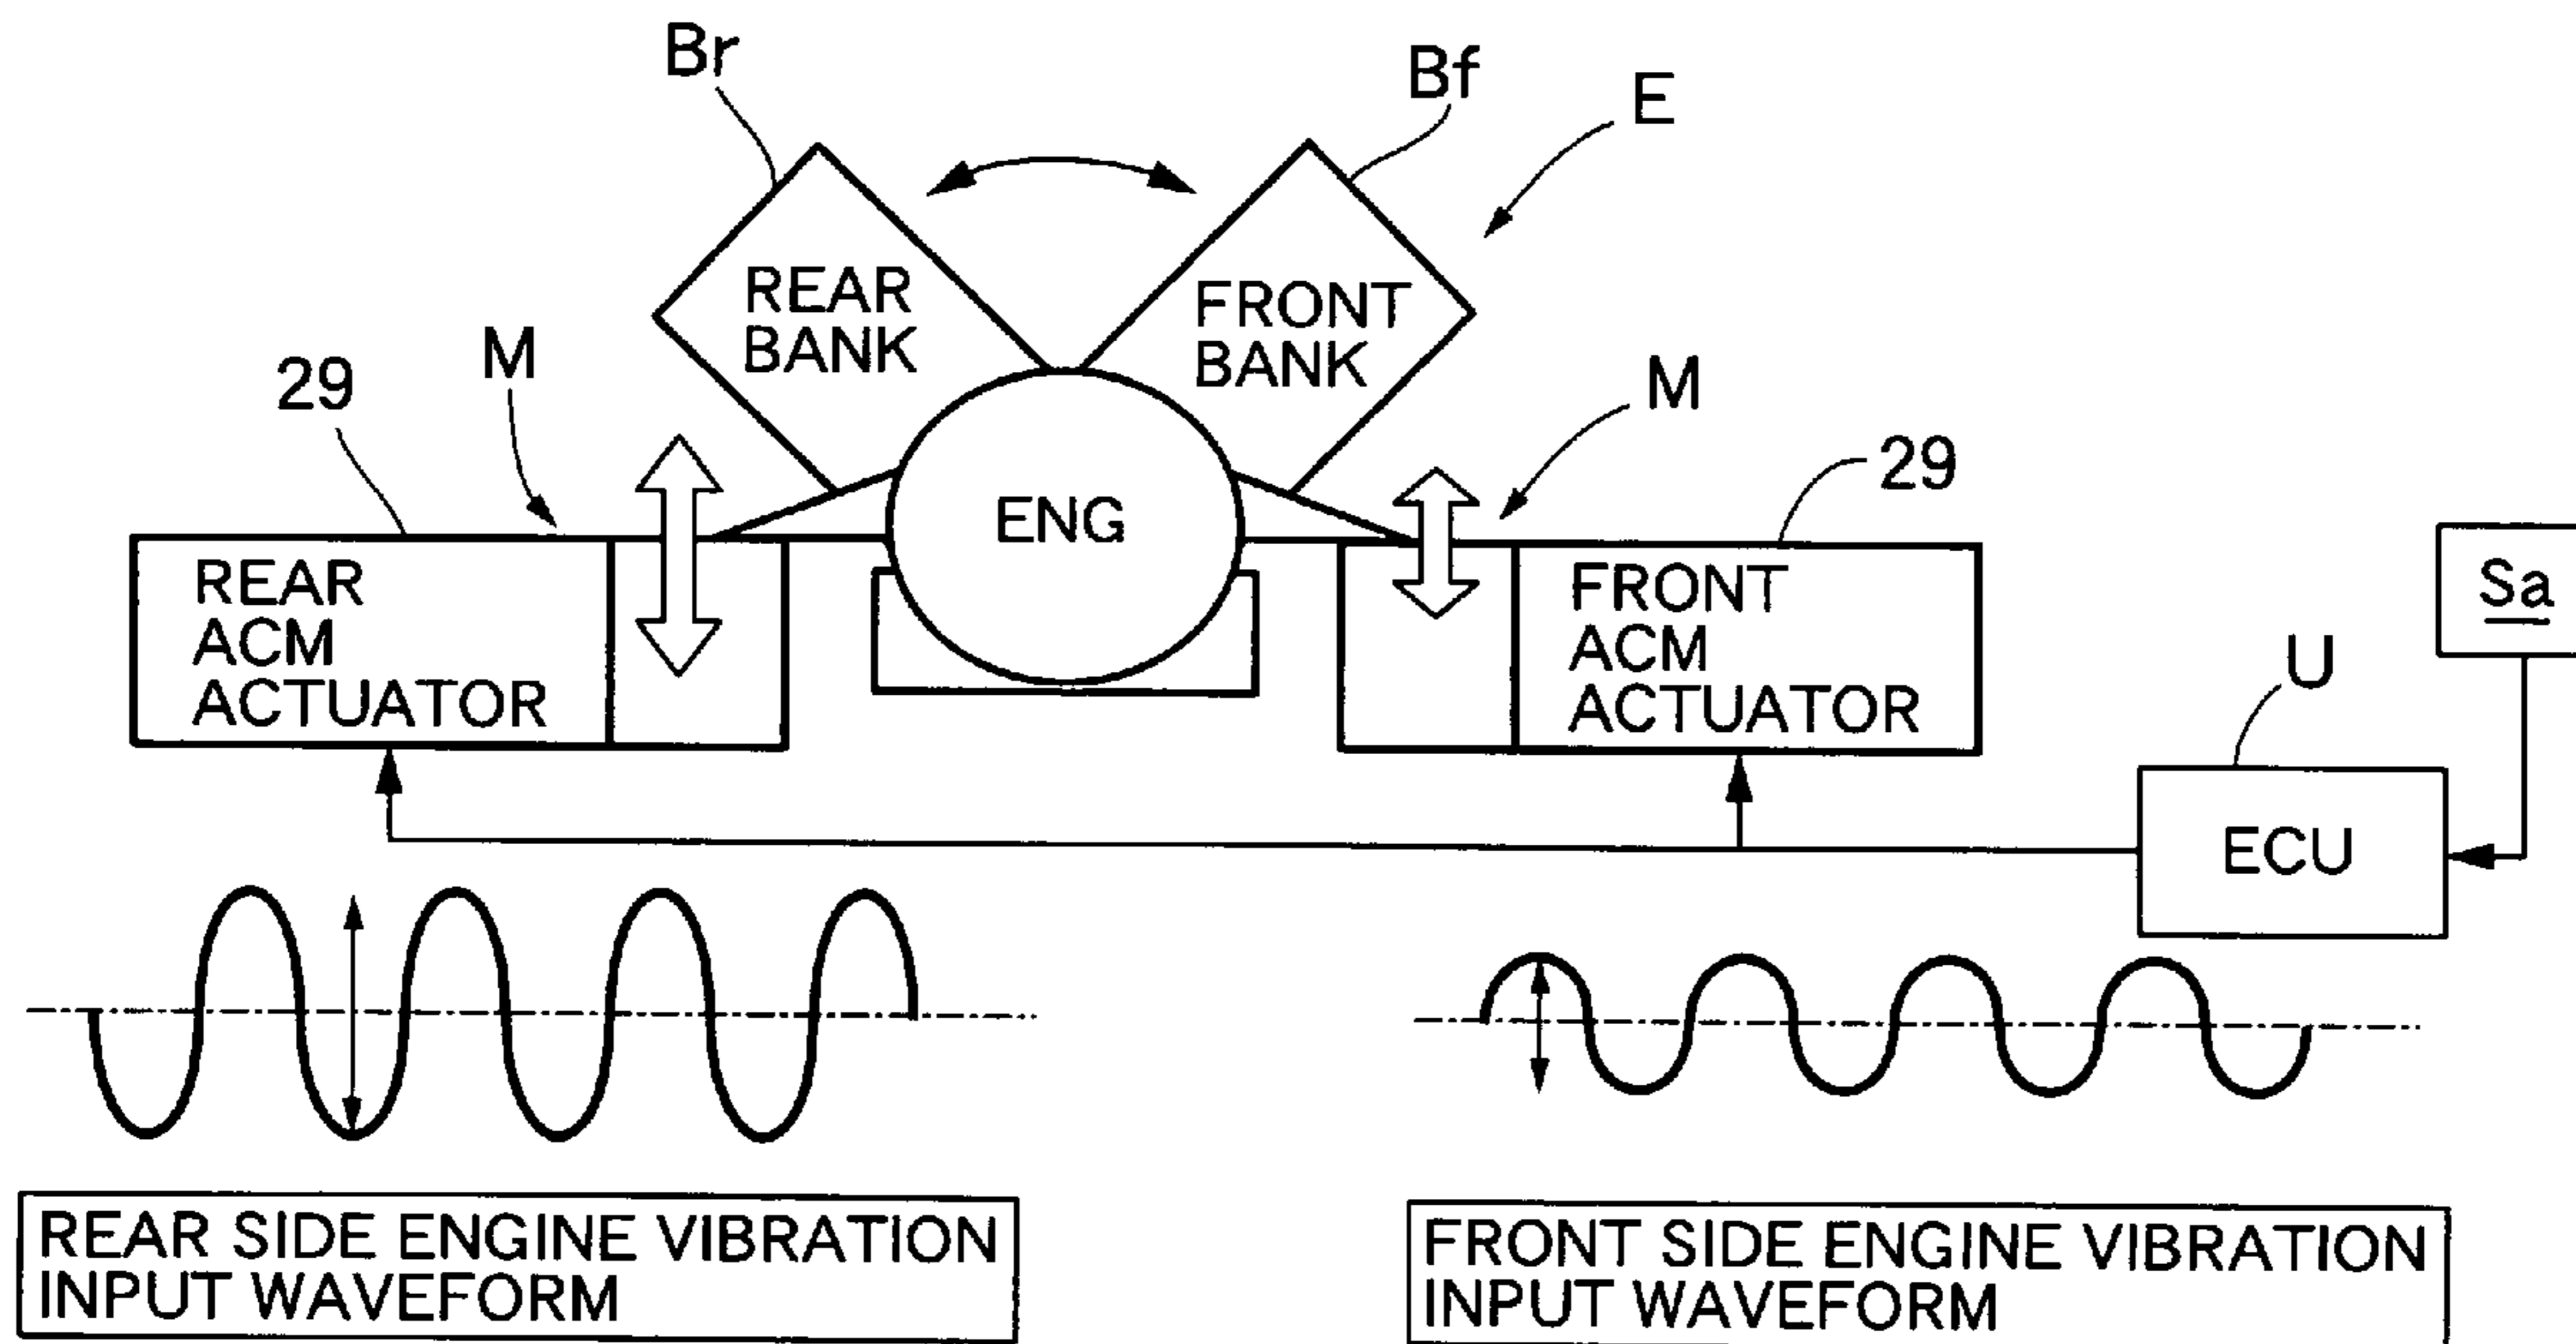 Br
Bf
E
REAR
BANK
FRONT
BANK
M
29
M
29
ENG
REAR
ACM
ACTUATOR
FRONT
ACM
ACTUATOR
Sa
U
ECU
REAR SIDE ENGINE VIBRATION
INPUT WAVEFORM
FRONT SIDE ENGINE VIBRATION
INPUT WAVEFORM